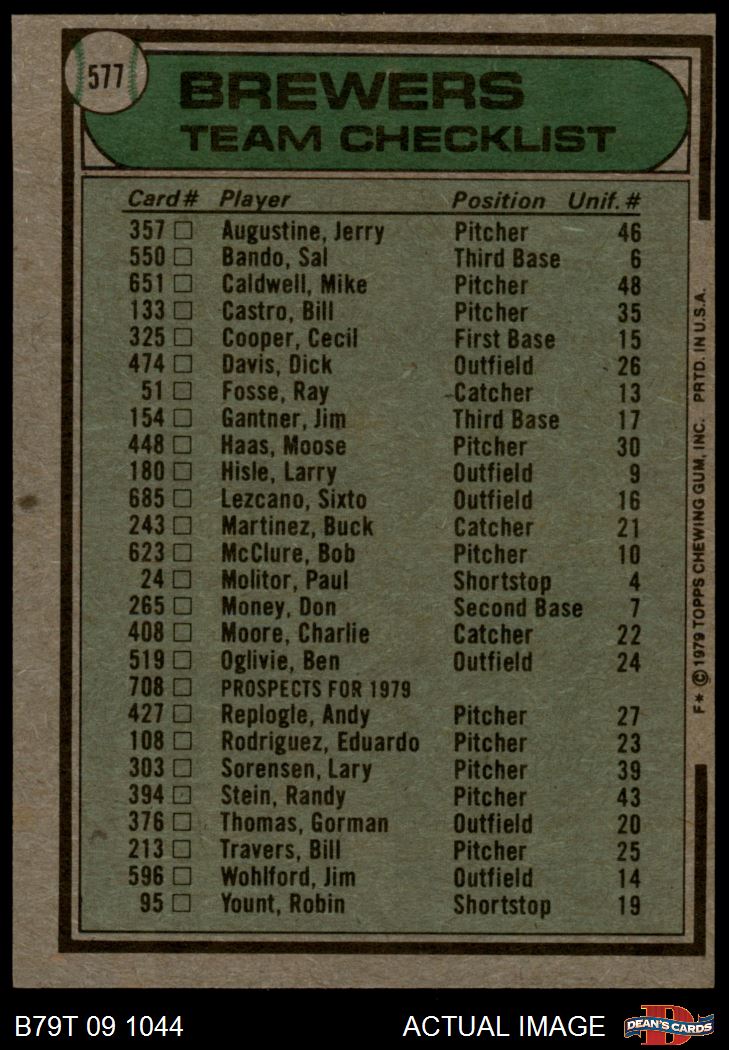 577
BREWERS
TEAM CHECKLIST
Card# Player Position Unif.#
357 Augustine, Jerry Pitcher 46
550 Bando, Sal Third Base 6
651 Caldwell, Mike Pitcher 48
133 Castro, Bill Pitcher 35
325 Cooper, Cecil First Base 15
474 Davis, Dick Outfield 26
51 Fosse, Ray Catcher 13
154 Gantner, Jim Third Base 17
448 Haas, Moose Pitcher 30
180 Hisle, Larry Outfield 9
685 Lezcano, Sixto Outfield 16
243 Martinez, Buck Catcher 21
623 McClure, Bob Pitcher 10
24 Molitor, Paul Shortstop 4
265 Money, Don Second Base 7
408 Moore, Charlie Catcher 22
519 Oglivie, Ben Outfield 24
708 PROSPECTS FOR 1979
427 Replogle, Andy Pitcher 27
108 Rodriguez, Eduardo Pitcher 23
303 Sorensen, Lary Pitcher 39
394 Stein, Randy Pitcher 43
376 Thomas, Gorman Outfield 20
213 Travers, Bill Pitcher 25
596 Wohlford, Jim Outfield 14
95 Yount, Robin Shortstop 19
F* © 1979 TOPPS CHEWING GUM, INC. PRTD. IN U.S.A.
B79T 09 1044 ACTUAL IMAGE
D
DEAN'S CARDS